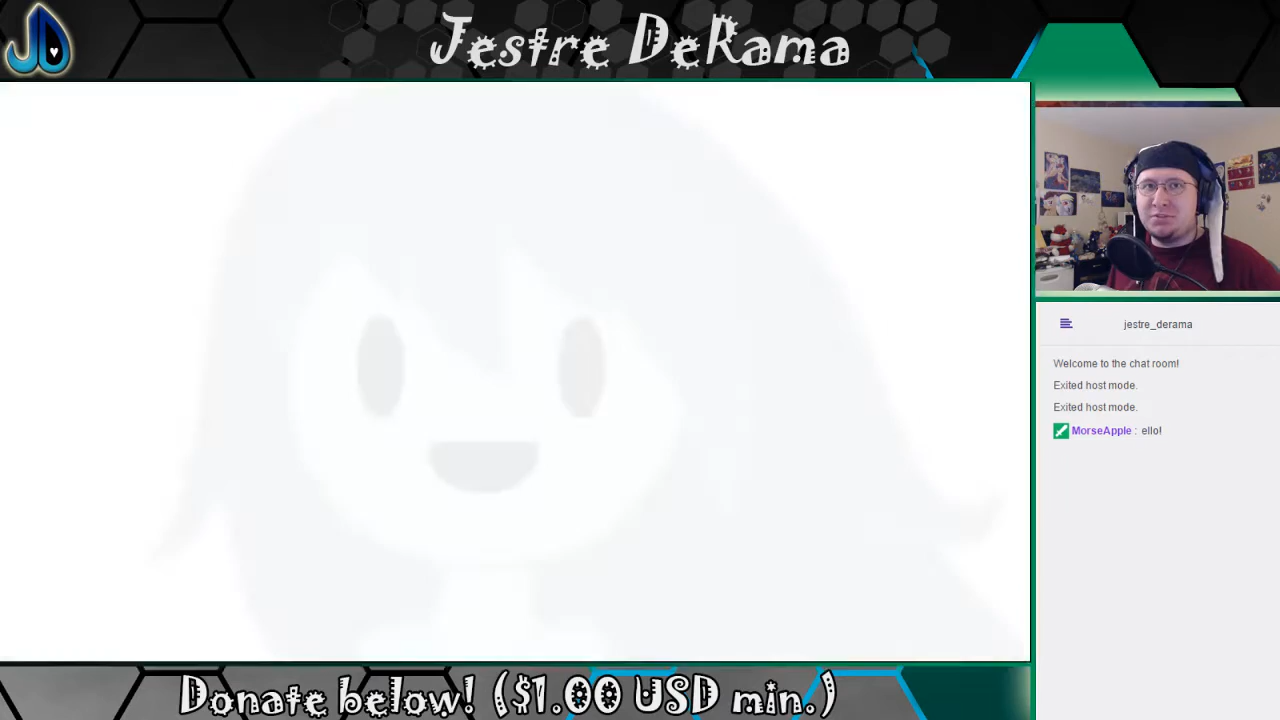 JD
Jestre DeRama
jestre_derama
Welcome to the chat room!
Exited host mode.
Exited host mode.
MorseApple : ello!
Donate below! ($1.00 USD min.)